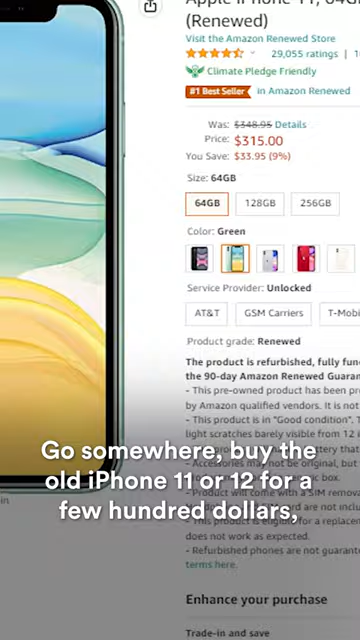 Apple iPhone 11, 64G
(Renewed)
Visit the Amazon Renewed Store
29,055 ratings | 1
Climate Pledge Friendly
#1 Best Seller in Amazon Renewed
Was: $348.95 Details
Price: $315.00
You Save: $33.95 (9%)
Size: 64GB
64GB 128GB 256GB
Color: Green
Service Provider: Unlocked
AT&T GSM Carriers T-Mobi
Product grade: Renewed
The product is refurbished, fully fun
the 90-day Amazon Renewed Guaran
- This pre-owned product has been pr
by Amazon qualified vendors. It is not
- This product is in "Good condition". T
light scratches barely visible from 12 i
Go somewhere, buy the
old iPhone 11 or 12 for a
few hundred dollars,
- Accessories may not be original, but
- Product will come with a SIM remov
- This product is eligible for a replacem
does not work as expected.
- Refurbished phones are not guarante
terms here.
Enhance your purchase
Trade-in and save